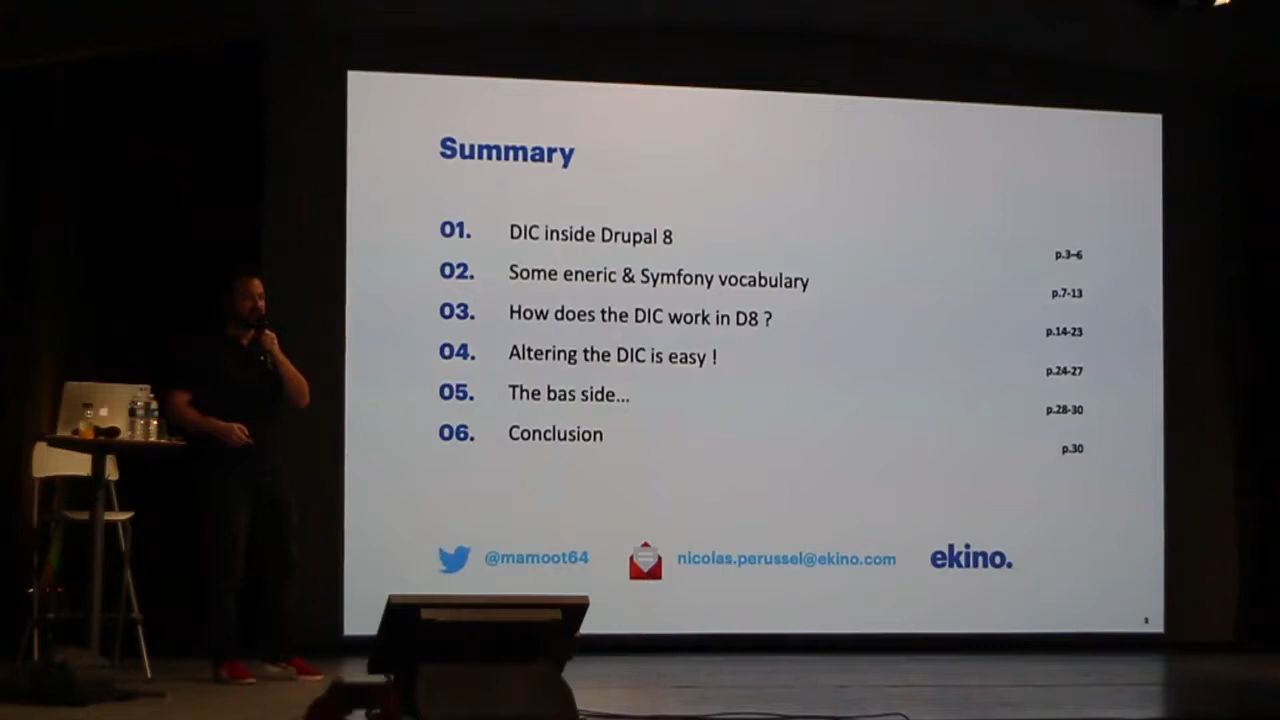 Summary
01. DIC inside Drupal 8 p.3-6
02. Some eneric & Symfony vocabulary p.7-13
03. How does the DIC work in D8 ? p.14-23
04. Altering the DIC is easy ! p.24-27
05. The bas side... p.28-30
06. Conclusion p.30
@mamoot64 nicolas.perussel@ekino.com ekino.